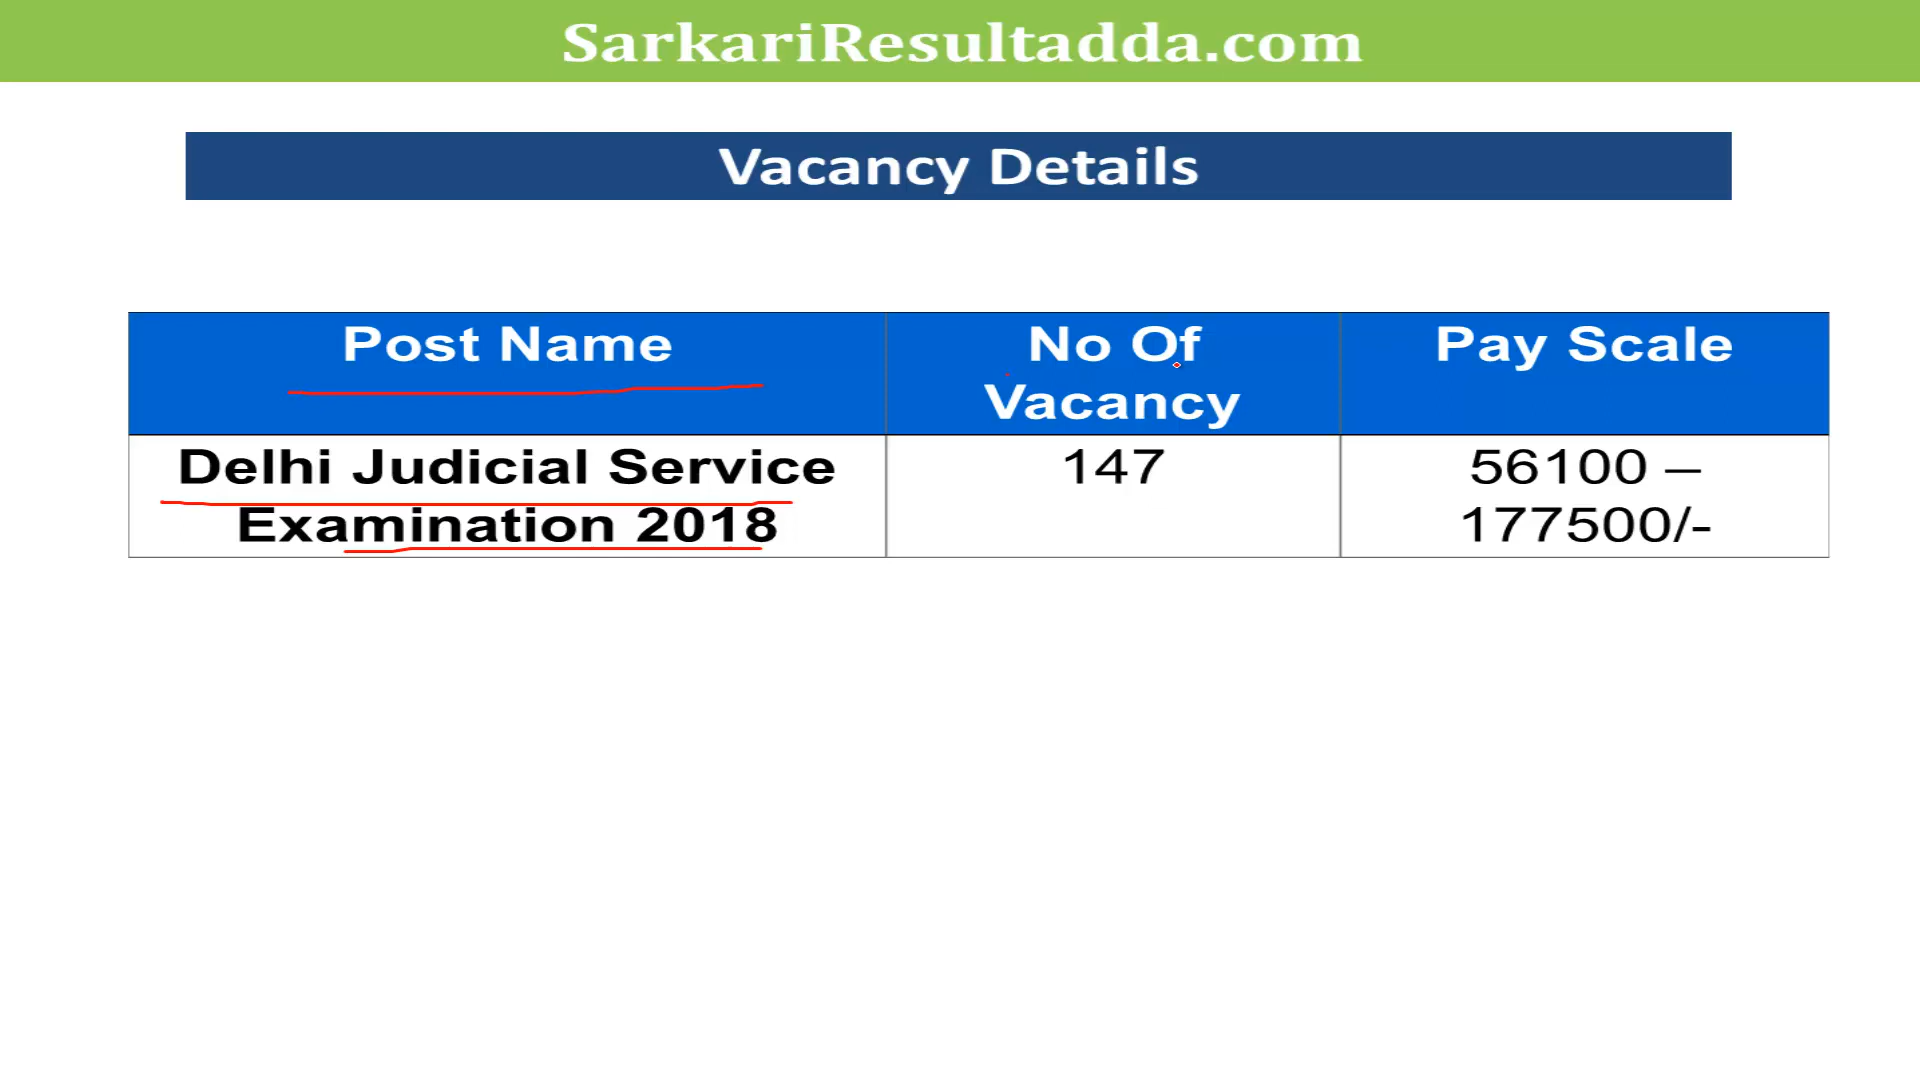 SarkariResultadda.com
Vacancy Details
Post Name
No Of
Vacancy
Pay Scale
Delhi Judicial Service
Examination 2018
147
56100 –
177500/-